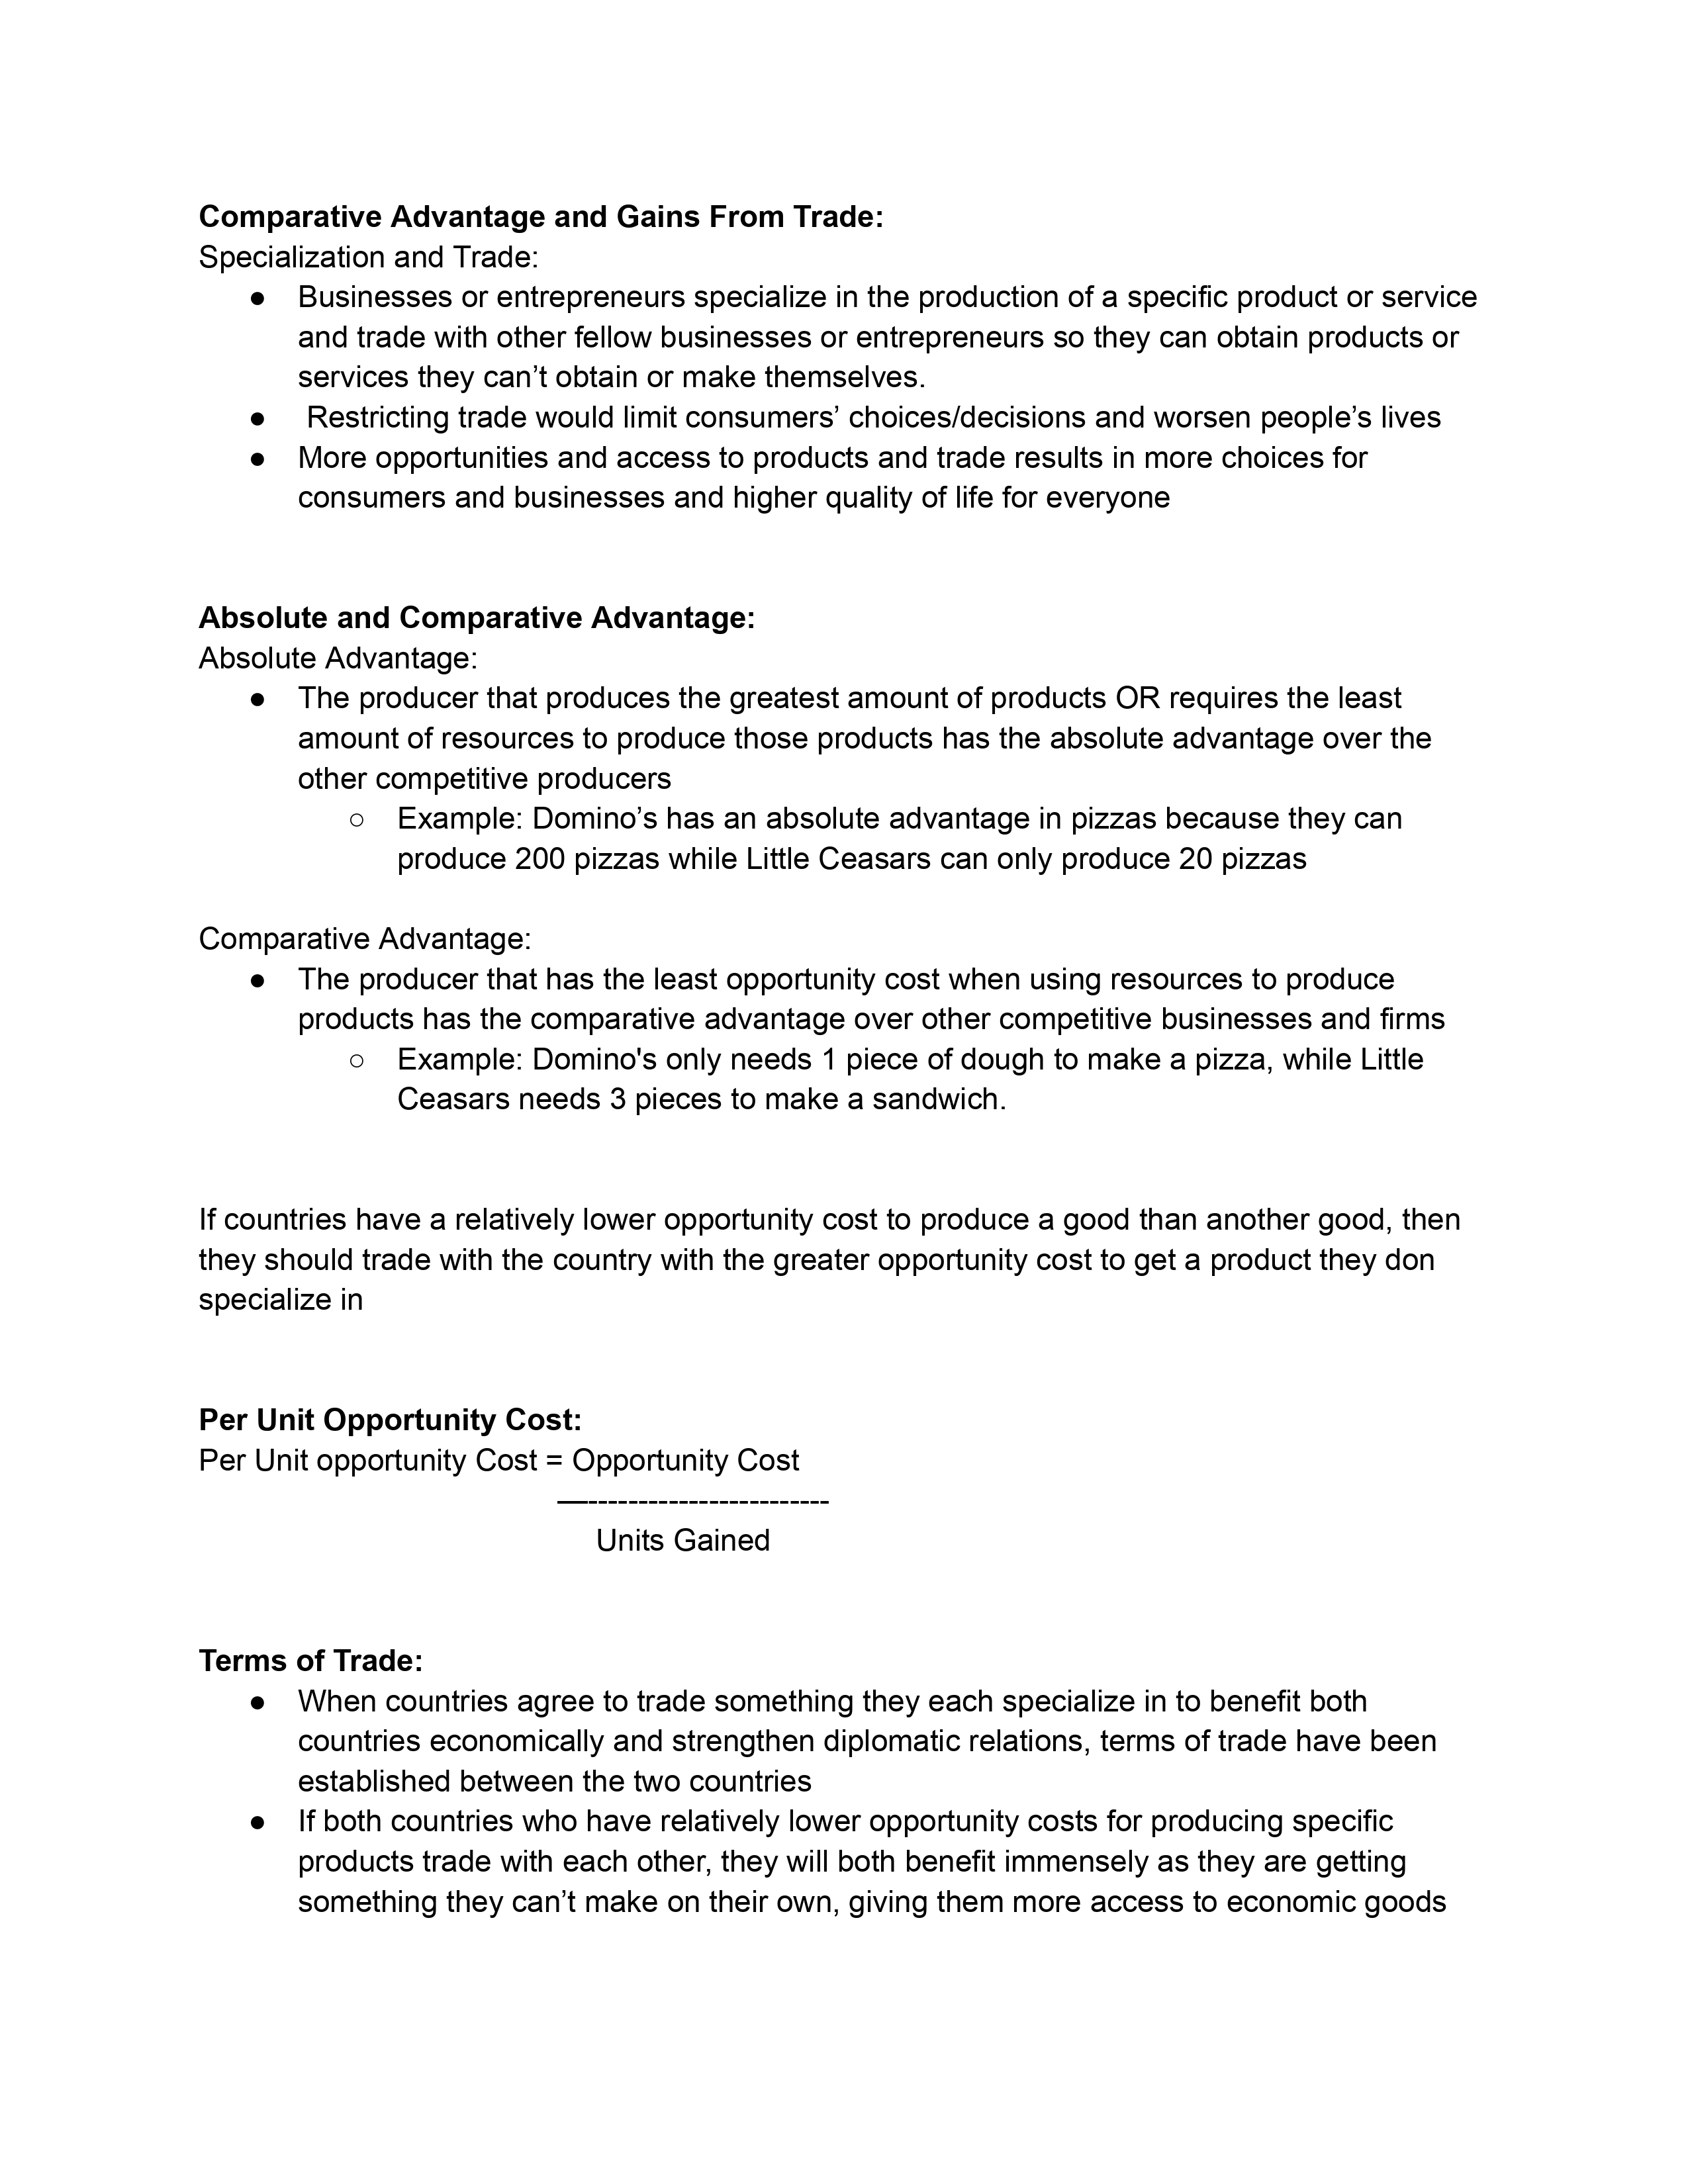 Comparative Advantage and Gains From Trade:
Specialization and Trade:
● Businesses or entrepreneurs specialize in the production of a specific product or service
and trade with other fellow businesses or entrepreneurs so they can obtain products or
services they can’t obtain or make themselves.
● Restricting trade would limit consumers’ choices/decisions and worsen people’s lives
● More opportunities and access to products and trade results in more choices for
consumers and businesses and higher quality of life for everyone
Absolute and Comparative Advantage:
Absolute Advantage:
● The producer that produces the greatest amount of products OR requires the least
amount of resources to produce those products has the absolute advantage over the
other competitive producers
○ Example: Domino’s has an absolute advantage in pizzas because they can
produce 200 pizzas while Little Ceasars can only produce 20 pizzas
Comparative Advantage:
● The producer that has the least opportunity cost when using resources to produce
products has the comparative advantage over other competitive businesses and firms
○ Example: Domino's only needs 1 piece of dough to make a pizza, while Little
Ceasars needs 3 pieces to make a sandwich.
If countries have a relatively lower opportunity cost to produce a good than another good, then
they should trade with the country with the greater opportunity cost to get a product they don
specialize in
Per Unit Opportunity Cost:
Per Unit opportunity Cost = Opportunity Cost
—------------------------
Units Gained
Terms of Trade:
● When countries agree to trade something they each specialize in to benefit both
countries economically and strengthen diplomatic relations, terms of trade have been
established between the two countries
● If both countries who have relatively lower opportunity costs for producing specific
products trade with each other, they will both benefit immensely as they are getting
something they can’t make on their own, giving them more access to economic goods